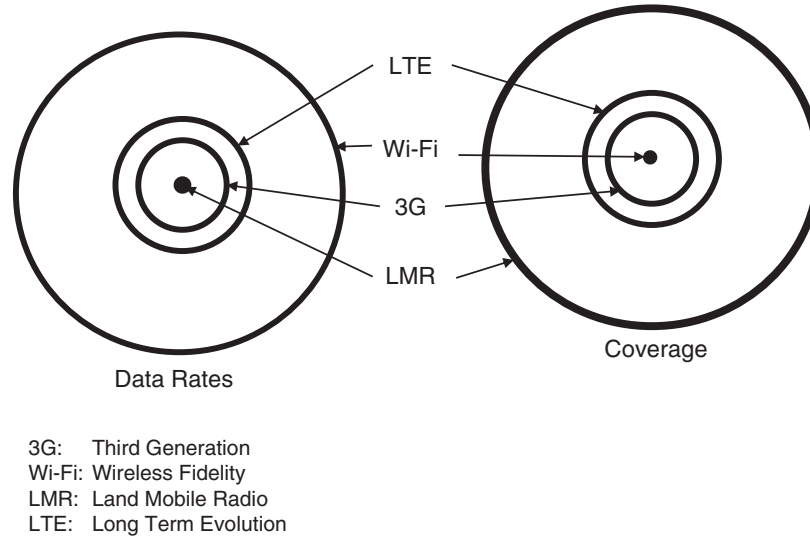 LTE
Wi-Fi
3G
LMR
Data Rates
Coverage
3G: Third Generation
Wi-Fi: Wireless Fidelity
LMR: Land Mobile Radio
LTE: Long Term Evolution